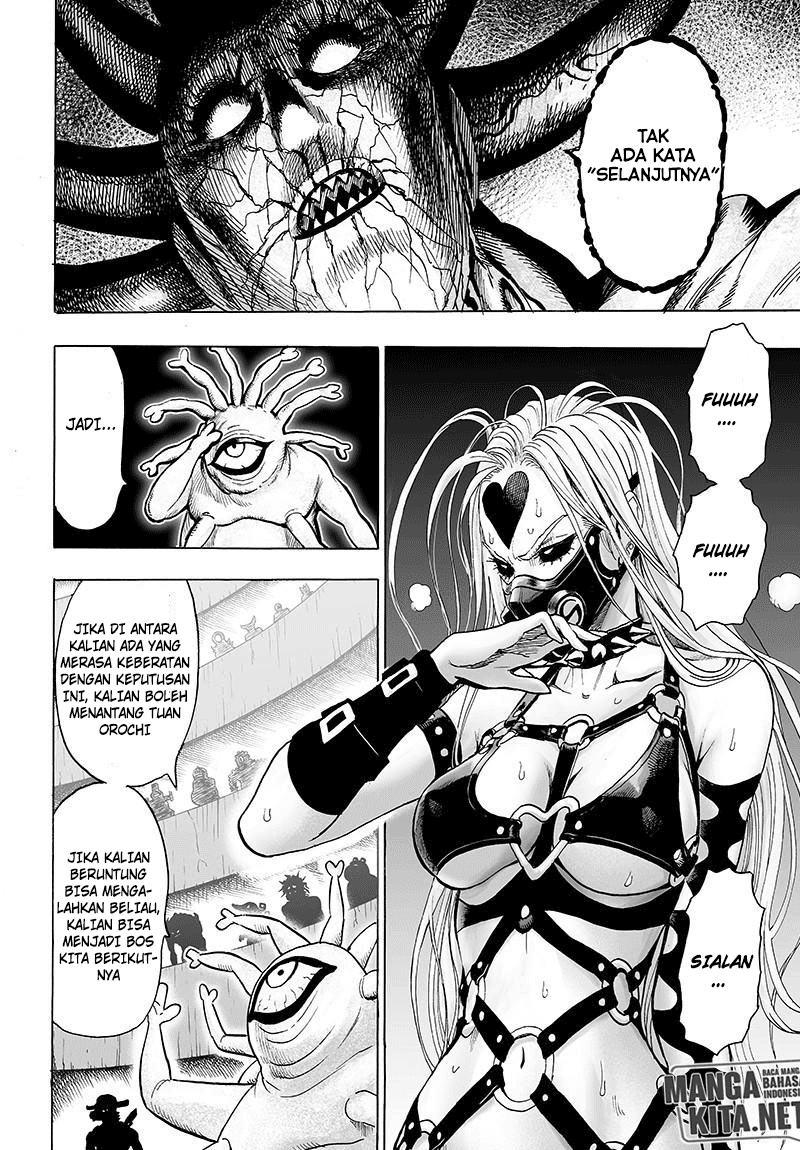 TAK
ADA KATA
"SELANJUTNYA"
FUUUH
....
FUUUH
....
SIALAN
...
JADI...
JIKA DI ANTARA
KALIAN ADA YANG
MERASA KEBERATAN
DENGAN KEPUTUSAN
INI, KALIAN BOLEH
MENANTANG TUAN
OROCHI
JIKA KALIAN
BERUNTUNG
BISA MENGA-
LAHKAN BELIAU,
KALIAN BISA
MENJADI BOS
KITA BERIKUT-
NYA
MANGA
KITA.NET
BACA MANG
BAHASA
INDONESI